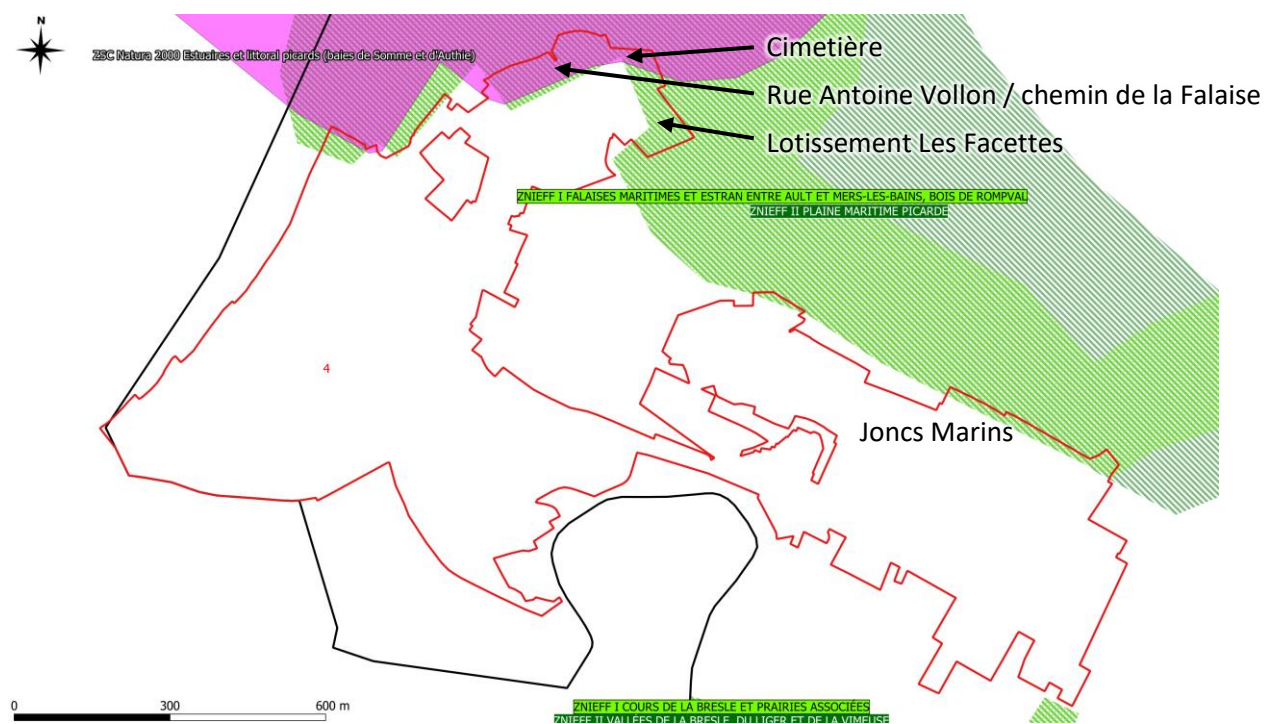 N
ZSC Natura 2000 Estuaires et littoral picards (baies de Somme et d'Authie)
Cimetière
Rue Antoine Vollon / chemin de la Falaise
Lotissement Les Facettes
ZNIEFF I FALAISES MARITIMES ET ESTRAN ENTRE AULT ET MERS-LES-BAINS, BOIS DE ROMPVAL
ZNIEFF II PLAINE MARITIME PICARDE
4
Joncs Marins
0 300 600 m
ZNIEFF I COURS DE LA BRESLE ET PRAIRIES ASSOCIÉES
ZNIEFF II VALLÉES DE LA BRESLE, DU LIGER ET DE LA VIMEUSE